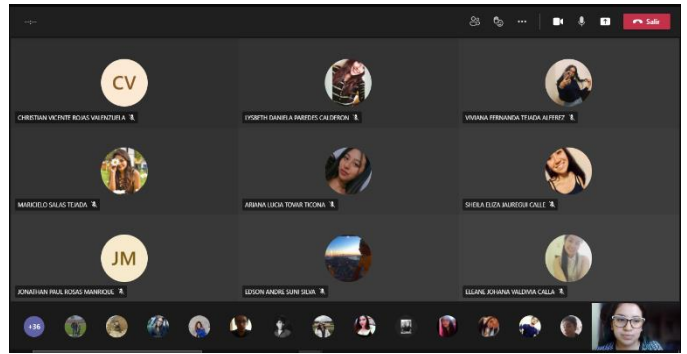 --:--
Salir
CV
CHRISTIAN VICENTE ROJAS VALENZUELA
LYSBETH DANIELA PAREDES CALDERON
VIVIANA FERNANDA TEJADA ALFEREZ
MARICIELO SALAS TEJADA
ARIANA LUCIA TOVAR TICONA
SHEILA ELIZA JAUREGUI CALLE
JM
JONATHAN PAUL ROSAS MANRIQUE
EDSON ANDRE SUNI SILVA
ELEANE JOHANA VALDIVIA CALLA
+36